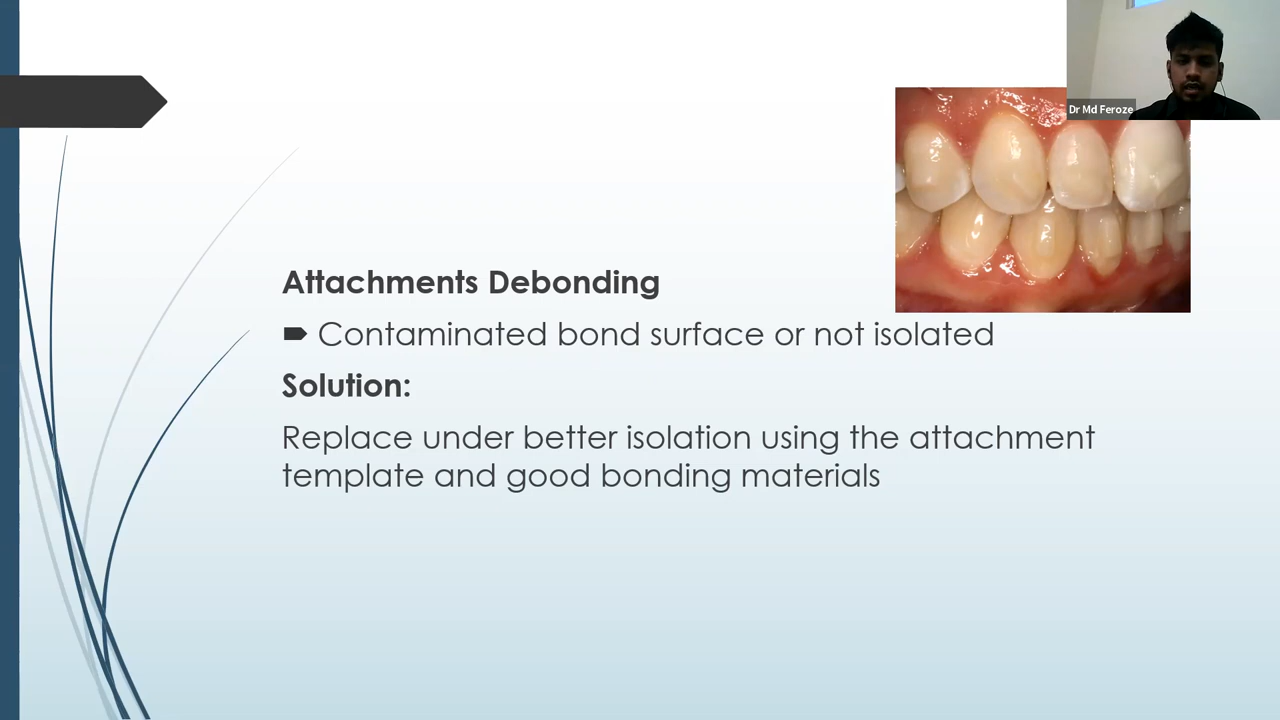 Dr Md Feroze
Attachments Debonding
Contaminated bond surface or not isolated
Solution:
Replace under better isolation using the attachment
template and good bonding materials